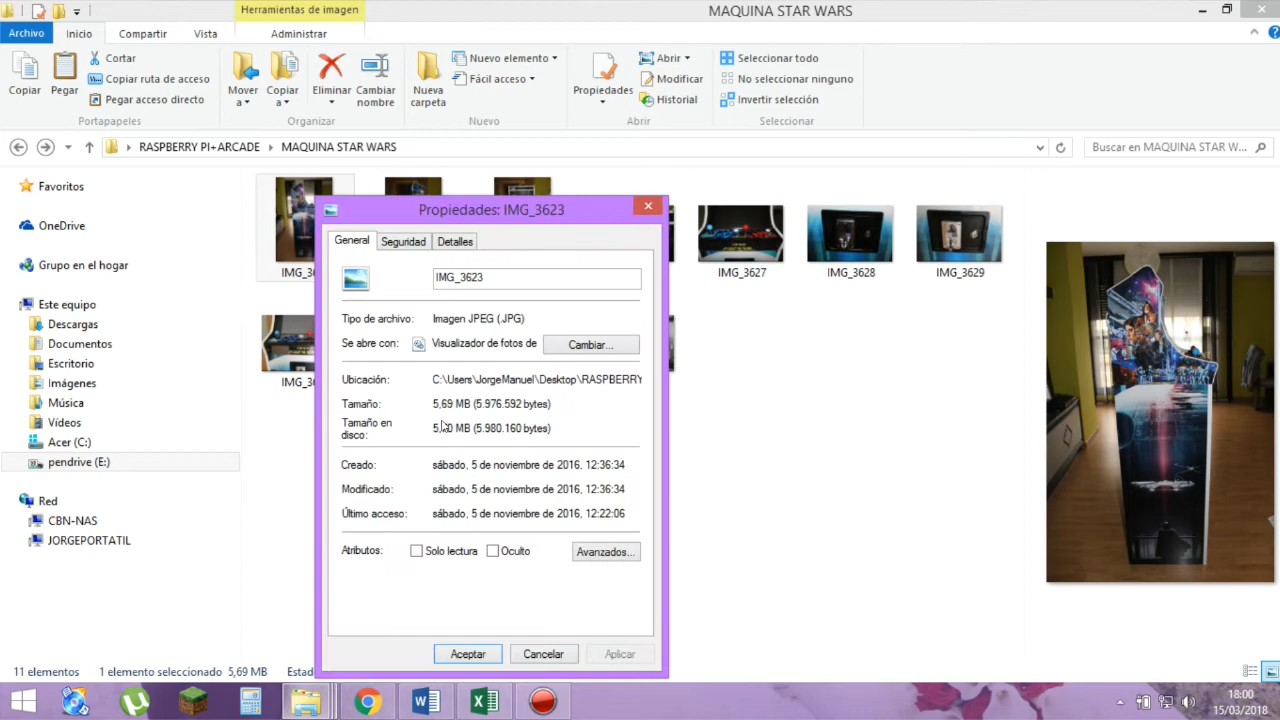 Herramientas de imagen
MAQUINA STAR WARS
Archivo Inicio Compartir Vista Administrar
Copiar
Pegar
Cortar
Copiar ruta de acceso
Pegar acceso directo
Portapapeles
Mover a
Copiar a
Eliminar
Cambiar nombre
Organizar
Nueva carpeta
Nuevo elemento
Fácil acceso
Nuevo
Propiedades
Abrir
Modificar
Historial
Abrir
Seleccionar todo
No seleccionar ninguno
Invertir selección
Seleccionar
RASPBERRY PI+ARCADE MAQUINA STAR WARS
Buscar en MAQUINA STAR W...
Favoritos
OneDrive
Grupo en el hogar
Este equipo
Descargas
Documentos
Escritorio
Imágenes
Música
Vídeos
Acer (C:)
pendrive (E:)
Red
CBN-NAS
JORGEPORTATIL
IMG_3627
IMG_3628
IMG_3629
Propiedades: IMG_3623
General Seguridad Detalles
IMG_3623
Tipo de archivo: Imagen JPEG (.JPG)
Se abre con: Visualizador de fotos de Cambiar...
Ubicación: C:\Users\JorgeManuel\Desktop\RASPBERRY
Tamaño: 5,69 MB (5.976.592 bytes)
Tamaño en disco: MB (5.980.160 bytes)
Creado: sábado, 5 de noviembre de 2016, 12:36:34
Modificado: sábado, 5 de noviembre de 2016, 12:36:34
Último acceso: sábado, 5 de noviembre de 2016, 12:22:06
Atributos: Solo lectura Oculto Avanzados...
Aceptar Cancelar Aplicar
11 elementos 1 elemento seleccionado 5,69 MB
18:00
15/03/2018